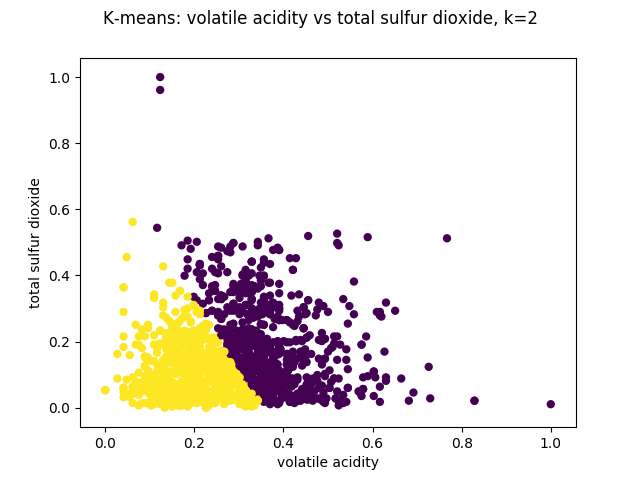 K-means: volatile acidity vs total sulfur dioxide, k=2
1.0
0.8
0.6
0.4
0.2
0.0
total sulfur dioxide
0.0 0.2 0.4 0.6 0.8 1.0
volatile acidity